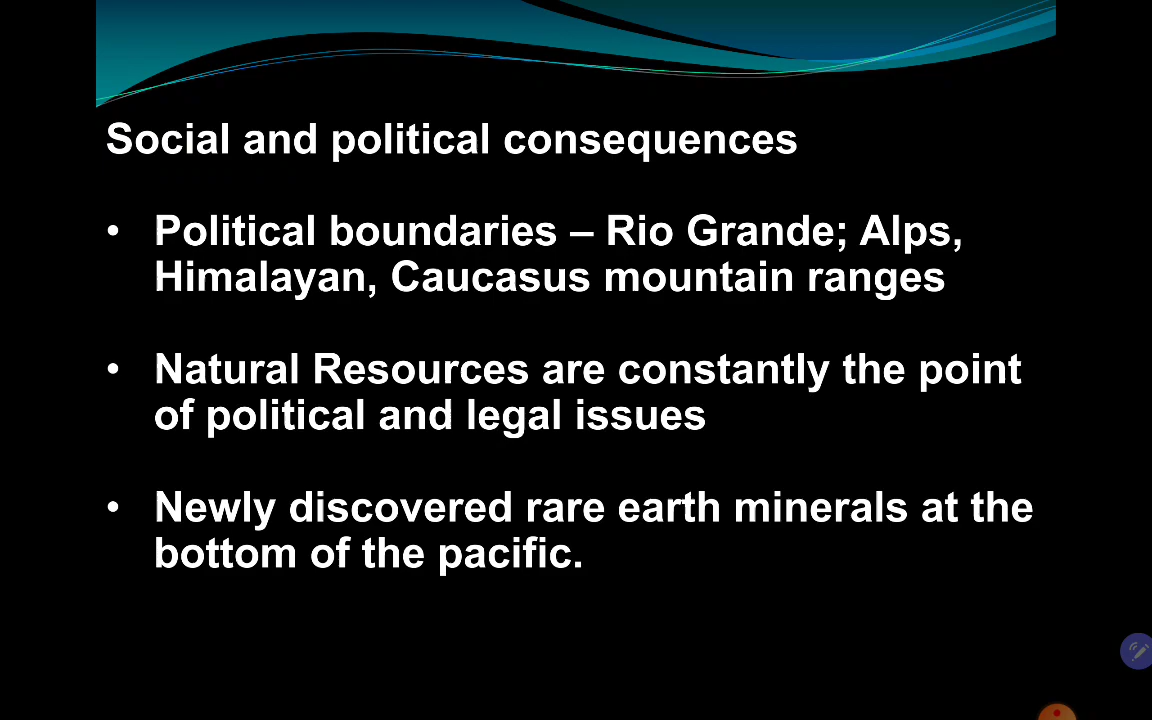 Social and political consequences
• Political boundaries – Rio Grande; Alps,
Himalayan, Caucasus mountain ranges
• Natural Resources are constantly the point
of political and legal issues
• Newly discovered rare earth minerals at the
bottom of the pacific.